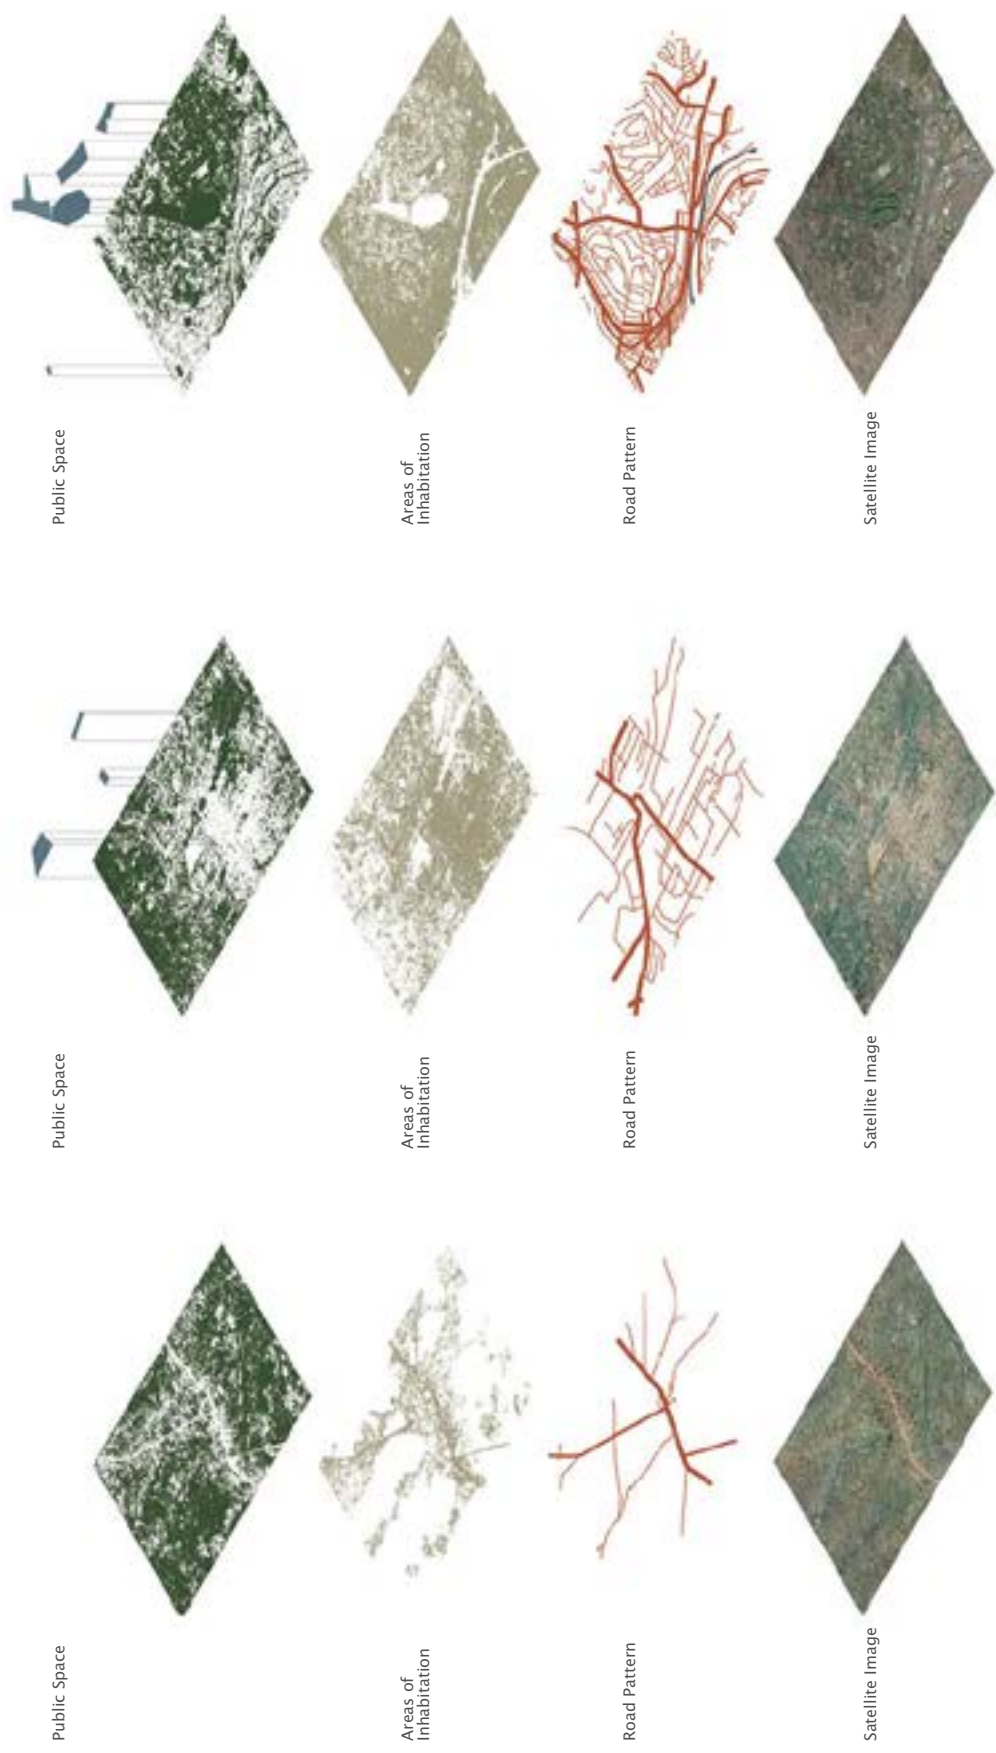 Public Space
Areas of
Inhabitation
Road Pattern
Satellite Image
Public Space
Areas of
Inhabitation
Road Pattern
Satellite Image
Public Space
Areas of
Inhabitation
Road Pattern
Satellite Image